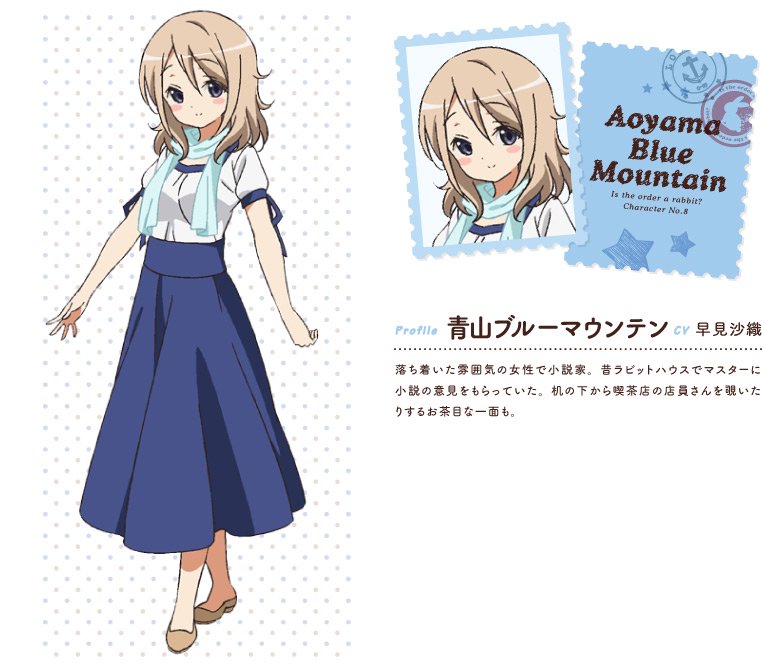 Aoyama
Blue
Mountain
Is the order a rabbit?
Character No.8
Profile 青山ブルーマウンテン CV 早見沙織
落ち着いた雰囲気の女性で小説家。昔ラビットハウスでマスターに
小説の意見をもらっていた。机の下から喫茶店の店員さんを覗いた
りするお茶目な一面も。